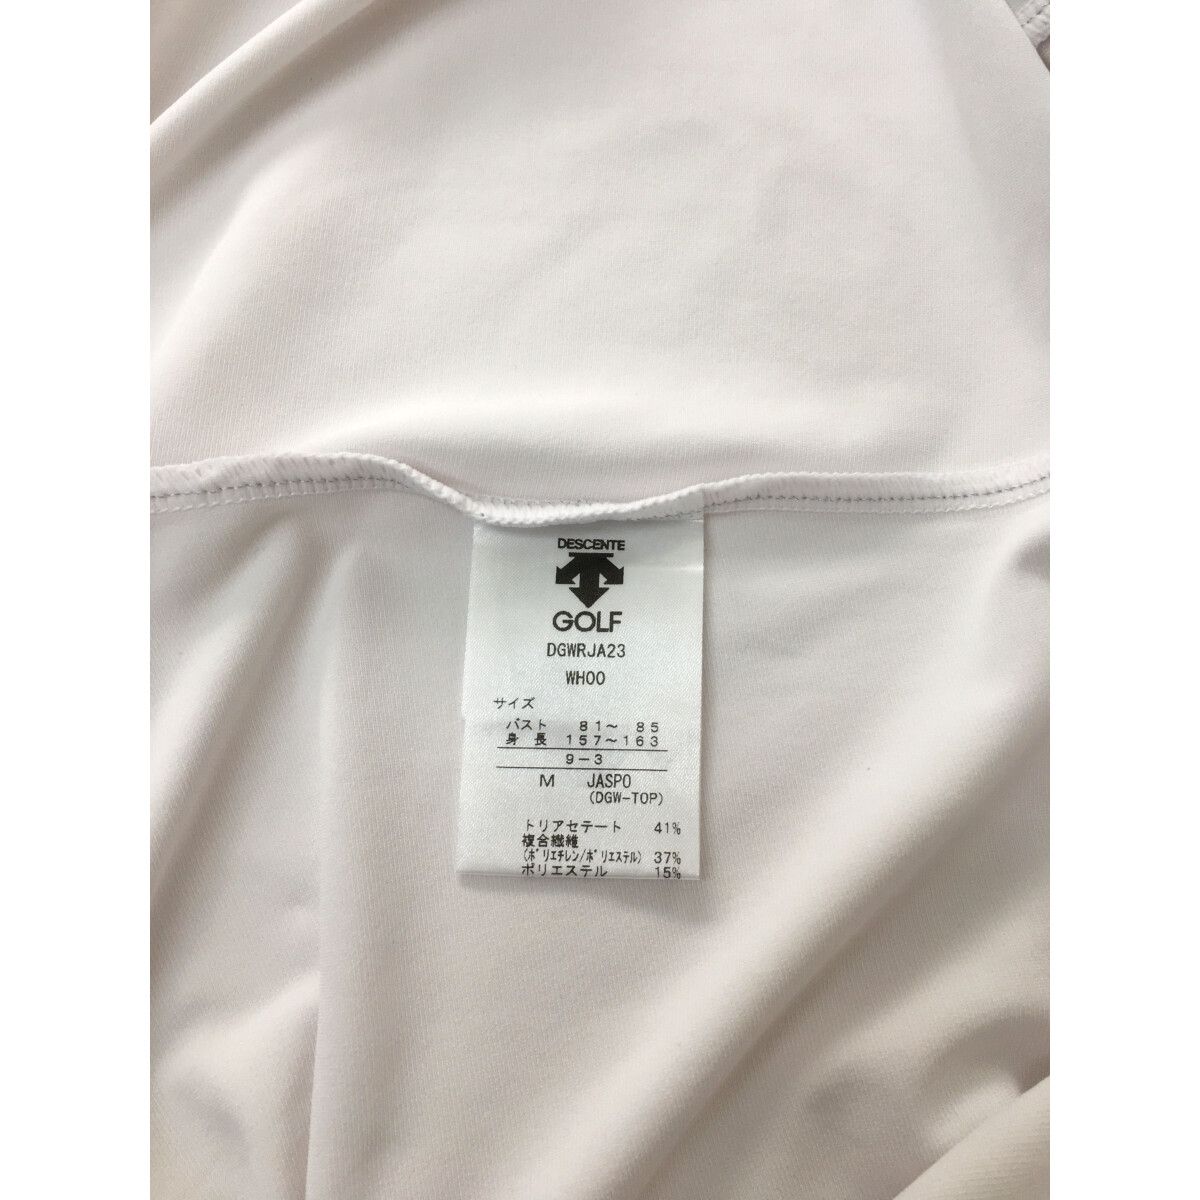 DESCENTE
GOLF
DGWRJA23
WH00
サイズ
バスト 81～ 85
身 長 157～163
9－3
M JASPO
(DGW-TOP)
トリアセテート 41%
複合繊維
(ﾎﾟﾘｴﾁﾚﾝ/ﾎﾟﾘｴｽﾃﾙ) 37%
ポリエステル 15%